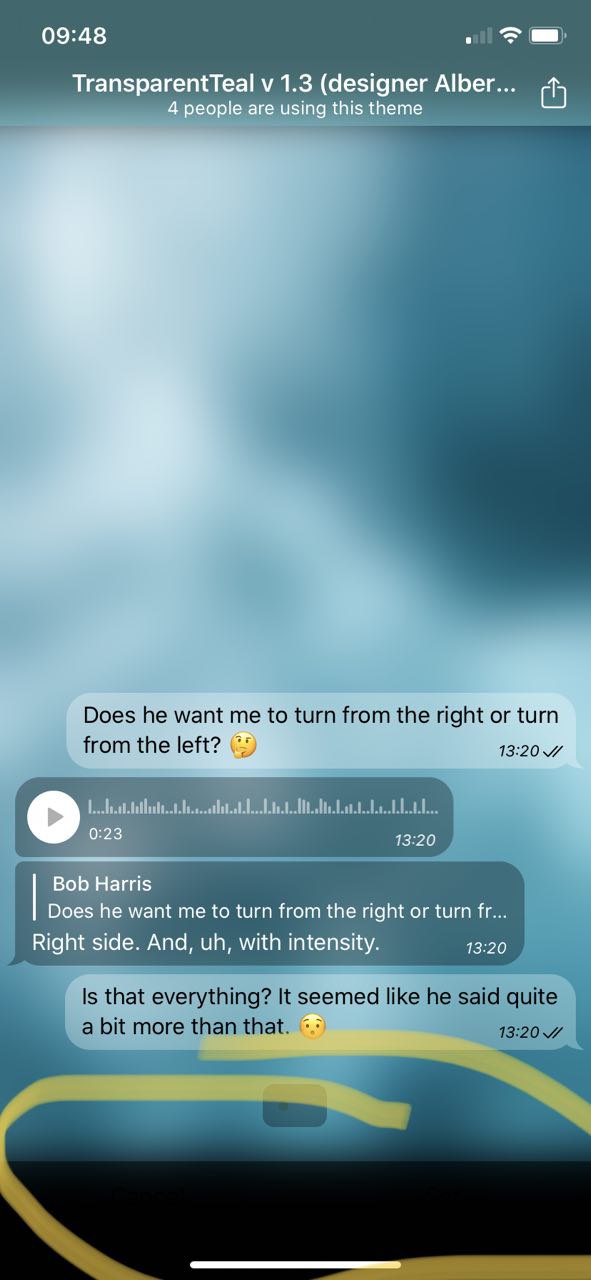 09:48
TransparentTeal v 1.3 (designer Alber...
4 people are using this theme
Does he want me to turn from the right or turn
from the left? 🤔
13:20
0:23
13:20
Bob Harris
Does he want me to turn from the right or turn fr...
Right side. And, uh, with intensity.
13:20
Is that everything? It seemed like he said quite
a bit more than that. 😯
13:20